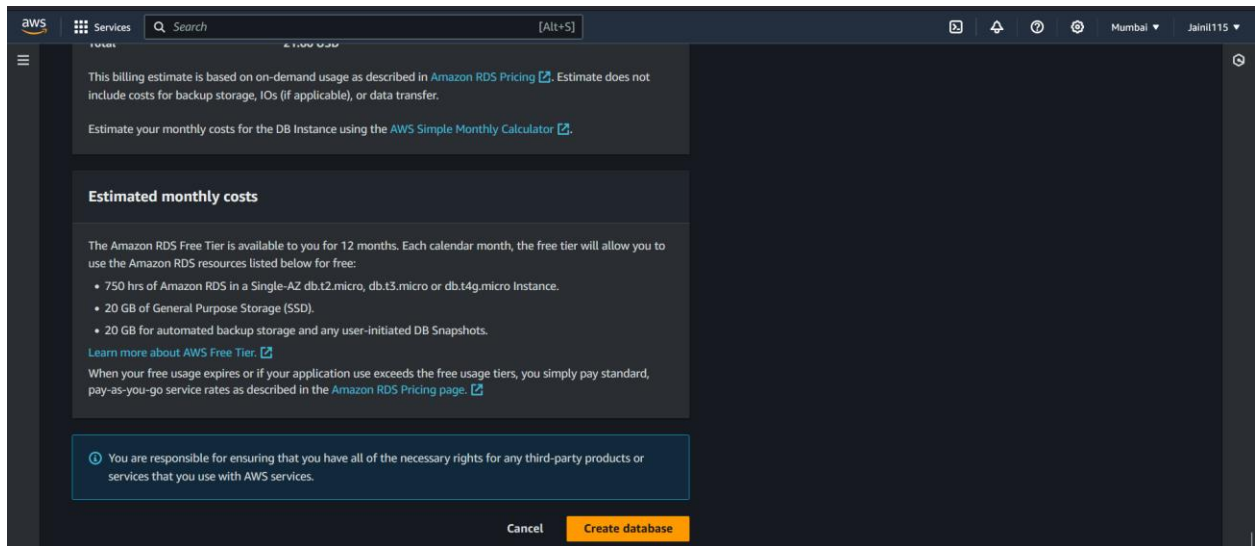 aws Services Search [Alt+S] Mumbai Jainil115
Total
This billing estimate is based on on-demand usage as described in Amazon RDS Pricing. Estimate does not
include costs for backup storage, IOs (if applicable), or data transfer.
Estimate your monthly costs for the DB Instance using the AWS Simple Monthly Calculator.
Estimated monthly costs
The Amazon RDS Free Tier is available to you for 12 months. Each calendar month, the free tier will allow you to
use the Amazon RDS resources listed below for free:
• 750 hrs of Amazon RDS in a Single-AZ db.t2.micro, db.t3.micro or db.t4g.micro Instance.
• 20 GB of General Purpose Storage (SSD).
• 20 GB for automated backup storage and any user-initiated DB Snapshots.
Learn more about AWS Free Tier.
When your free usage expires or if your application use exceeds the free usage tiers, you simply pay standard,
pay-as-you-go service rates as described in the Amazon RDS Pricing page.
You are responsible for ensuring that you have all of the necessary rights for any third-party products or
services that you use with AWS services.
Cancel Create database